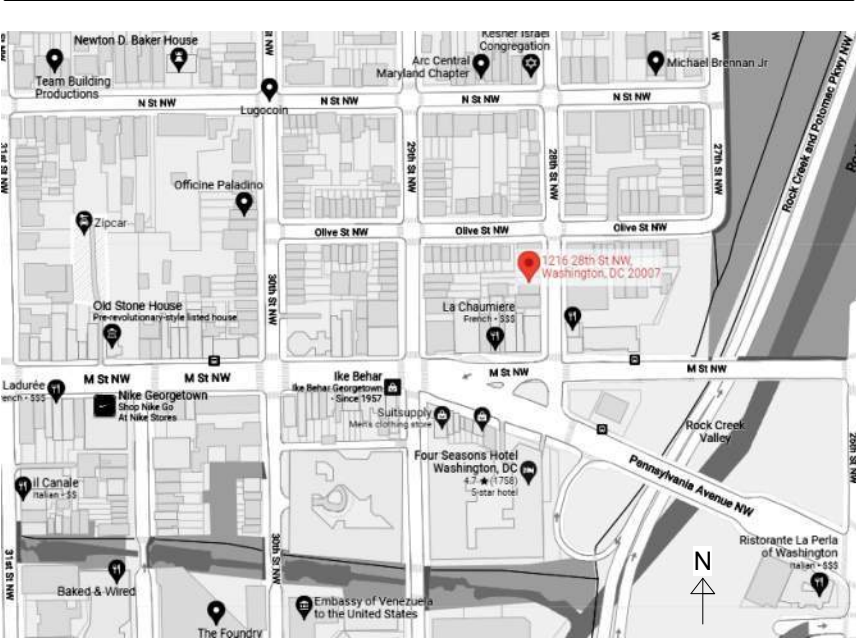 Newton D. Baker House
Team Building
Productions
Kesher Israel
Congregation
Arc Central
Maryland Chapter
Michael Brennan Jr
N St NW
N St NW
N St NW
N St NW
Lugocoin
31st St NW
29th St NW
28th St NW
27th St NW
Rock Creek and Potomac Pkwy NW
Officine Paladino
Zipcar
Olive St NW
Olive St NW
Olive St NW
1216 28th St NW,
Washington, DC 20007
30th St NW
Old Stone House
Pre-revolutionary-style listed house
La Chaumiere
French • $$$
M St NW
M St NW
M St NW
M St NW
Ladurée
ench • $$$
Nike Georgetown
Shop Nike Go
At Nike Stores
Ike Behar
Ike Behar Georgetown
- Since 1957
Suitsupply
Men's clothing store
Rock Creek
Valley
Four Seasons Hotel
Washington, DC
4.7 ★ (1758)
5-star hotel
Pennsylvania Avenue NW
26th St NW
il Canale
Italian • $$
31st St NW
30th St NW
Baked & Wired
The Foundry
Embassy of Venezuela
to the United States
Ristorante La Perla
of Washington
Italian • $$$
N